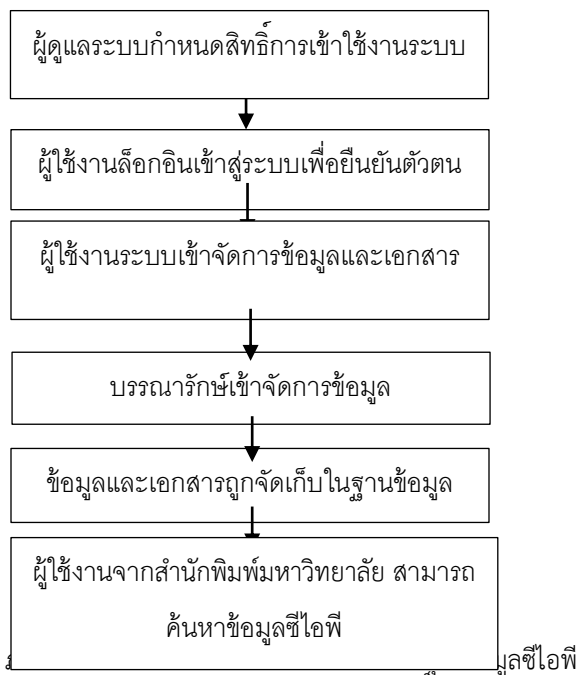 ผู้ดูแลระบบกำหนดสิทธิ์การเข้าใช้งานระบบ
ผู้ใช้งานล็อกอินเข้าสู่ระบบเพื่อยืนยันตัวตน
ผู้ใช้งานระบบเข้าจัดการข้อมูลและเอกสาร
บรรณารักษ์เข้าจัดการข้อมูล
ข้อมูลและเอกสารถูกจัดเก็บในฐานข้อมูล
ผู้ใช้งานจากสำนักพิมพ์มหาวิทยาลัย สามารถ
ค้นหาข้อมูลซีไอพี
มูลซีไอพี